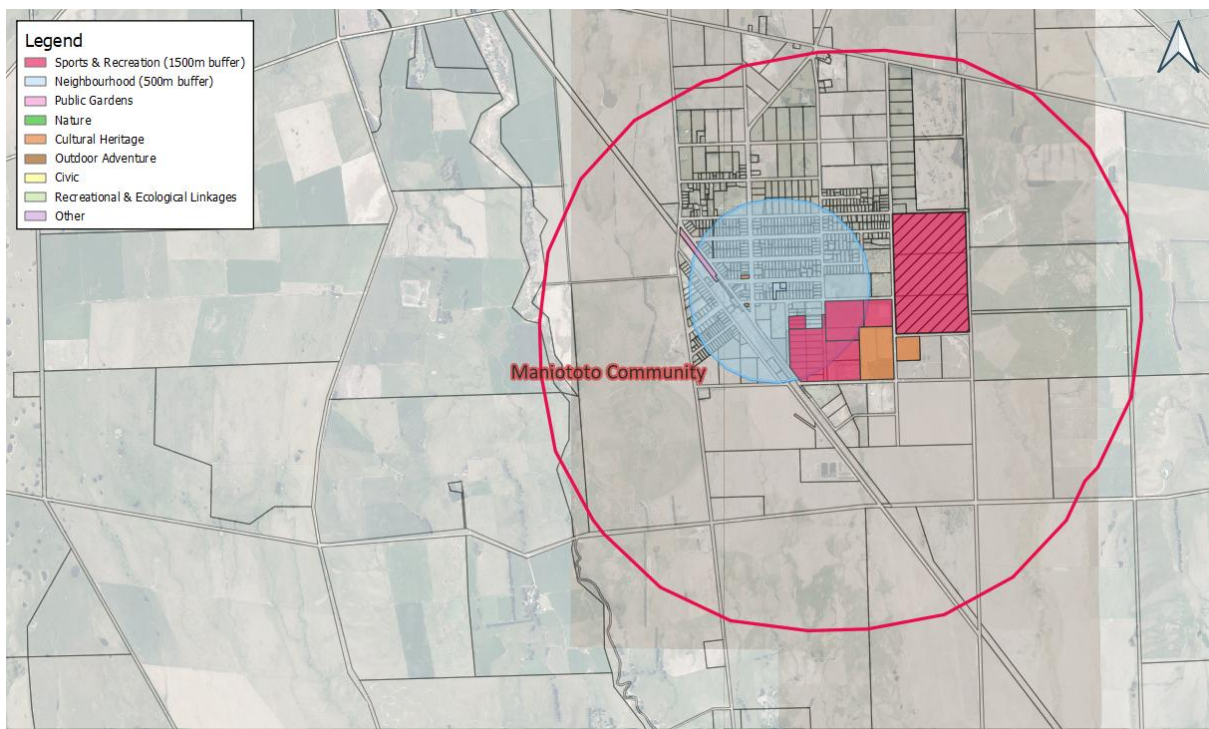 Legend
Sports & Recreation (1500m buffer)
Neighbourhood (500m buffer)
Public Gardens
Nature
Cultural Heritage
Outdoor Adventure
Civic
Recreational & Ecological Linkages
Other
Maniototo Community